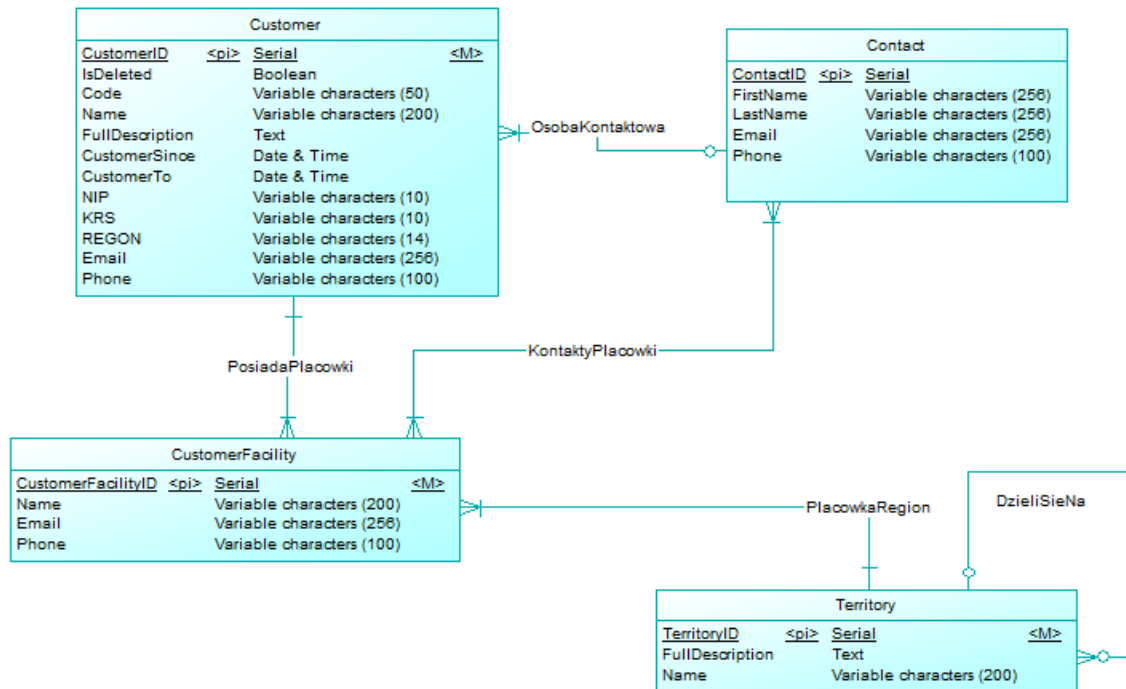 Customer
CustomerID <pi> Serial <M>
IsDeleted Boolean
Code Variable characters (50)
Name Variable characters (200)
FullDescription Text
CustomerSince Date & Time
CustomerTo Date & Time
NIP Variable characters (10)
KRS Variable characters (10)
REGON Variable characters (14)
Email Variable characters (256)
Phone Variable characters (100)
OsobaKontaktowa
Contact
ContactID <pi> Serial
FirstName Variable characters (256)
LastName Variable characters (256)
Email Variable characters (256)
Phone Variable characters (100)
PosiadaPlacowki
KontaktyPlacowki
CustomerFacility
CustomerFacilityID <pi> Serial <M>
Name Variable characters (200)
Email Variable characters (256)
Phone Variable characters (100)
PlacowkaRegion
DzieliSieNa
Territory
TerritoryID <pi> Serial <M>
FullDescription Text
Name Variable characters (200)